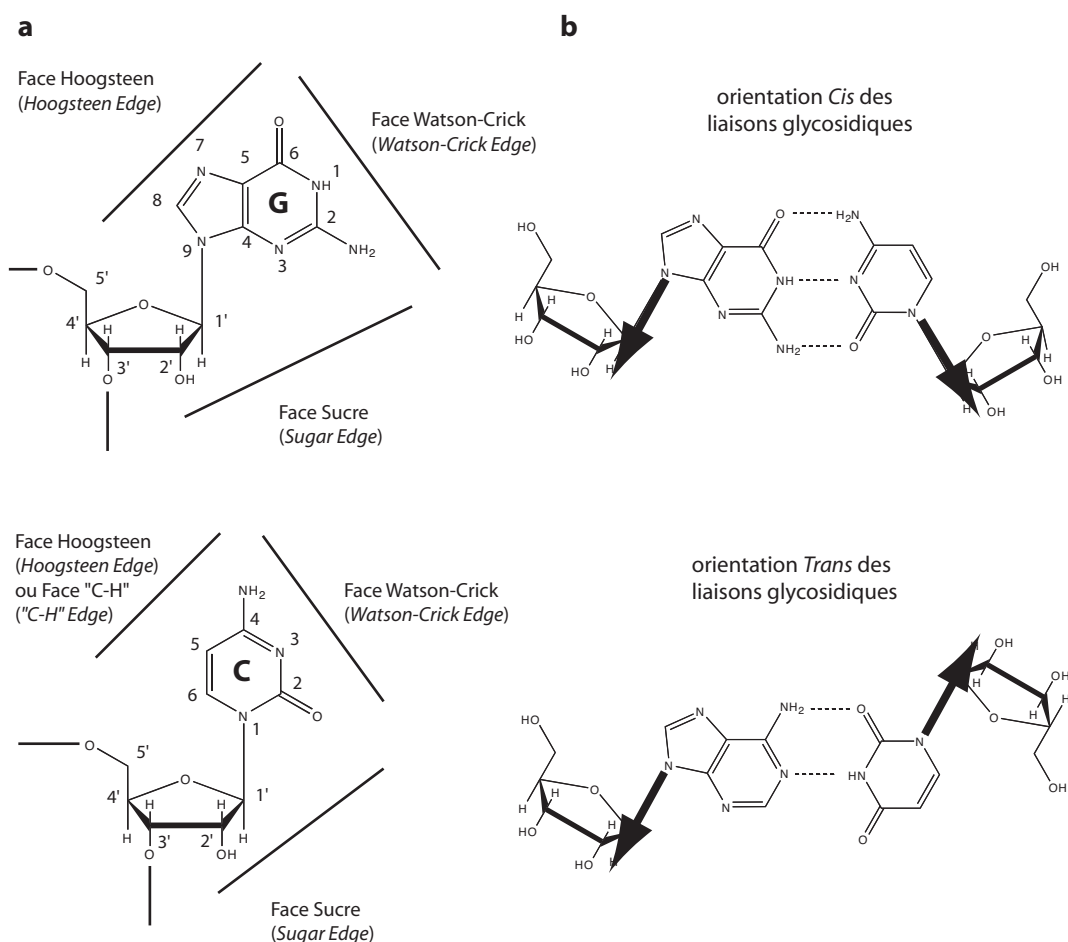 a
Face Hoogsteen
(Hoogsteen Edge)
Face Watson-Crick
(Watson-Crick Edge)
O
7
N
5
6
1
NH
8
G
2
9
N
4
N
3
NH2
5'
O
O
4'
H
H
1'
H
3'
2'
H
O
OH
Face Sucre
(Sugar Edge)
b
orientation Cis des
liaisons glycosidiques
HO
N
O
H2N
N
NH
N
N
N
OH
O
H
H
H
HO
HO
H
NH2
O
O
H
H
H
H
OH
OH
Face Hoogsteen
(Hoogsteen Edge)
ou Face "C-H"
("C-H" Edge)
Face Watson-Crick
(Watson-Crick Edge)
NH2
4
5
3
N
C
6
2
N
1
O
5'
O
O
4'
H
H
1'
H
3'
2'
H
O
OH
Face Sucre
(Sugar Edge)
orientation Trans des
liaisons glycosidiques
H
OH
H
OH
H
H
O
HO
N
NH2
O
N
N
N
N
HN
OH
O
H
H
H
HO
HO
H
O